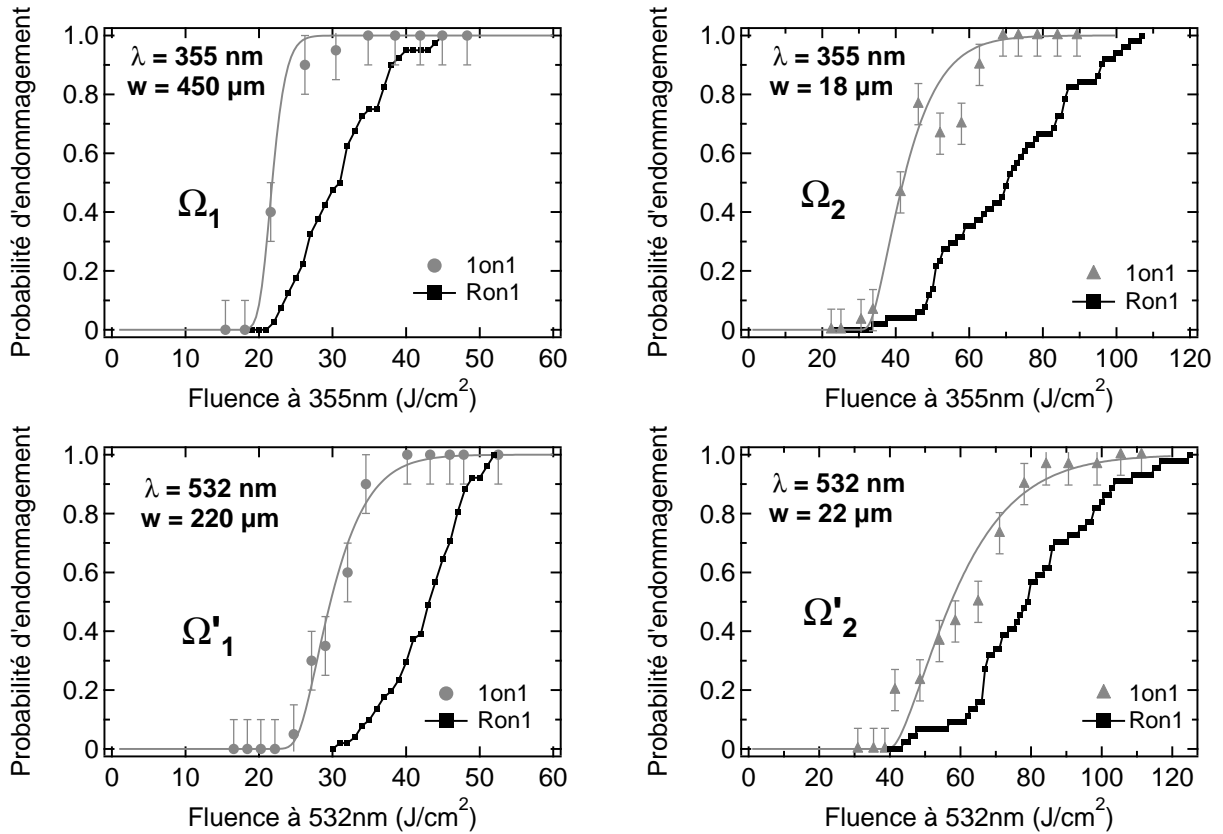 Probabilité d'endommagement
1.0
0.8
0.6
0.4
0.2
0
λ = 355 nm
w = 450 µm
Ω1
1on1
Ron1
0 10 20 30 40 50 60
Fluence à 355nm (J/cm2)
Probabilité d'endommagement
1.0
0.8
0.6
0.4
0.2
0
λ = 355 nm
w = 18 µm
Ω2
1on1
Ron1
0 20 40 60 80 100 120
Fluence à 355nm (J/cm2)
Probabilité d'endommagement
1.0
0.8
0.6
0.4
0.2
0
λ = 532 nm
w = 220 µm
Ω'1
1on1
Ron1
0 10 20 30 40 50 60
Fluence à 532nm (J/cm2)
Probabilité d'endommagement
1.0
0.8
0.6
0.4
0.2
0
λ = 532 nm
w = 22 µm
Ω'2
1on1
Ron1
0 20 40 60 80 100 120
Fluence à 532nm (J/cm2)